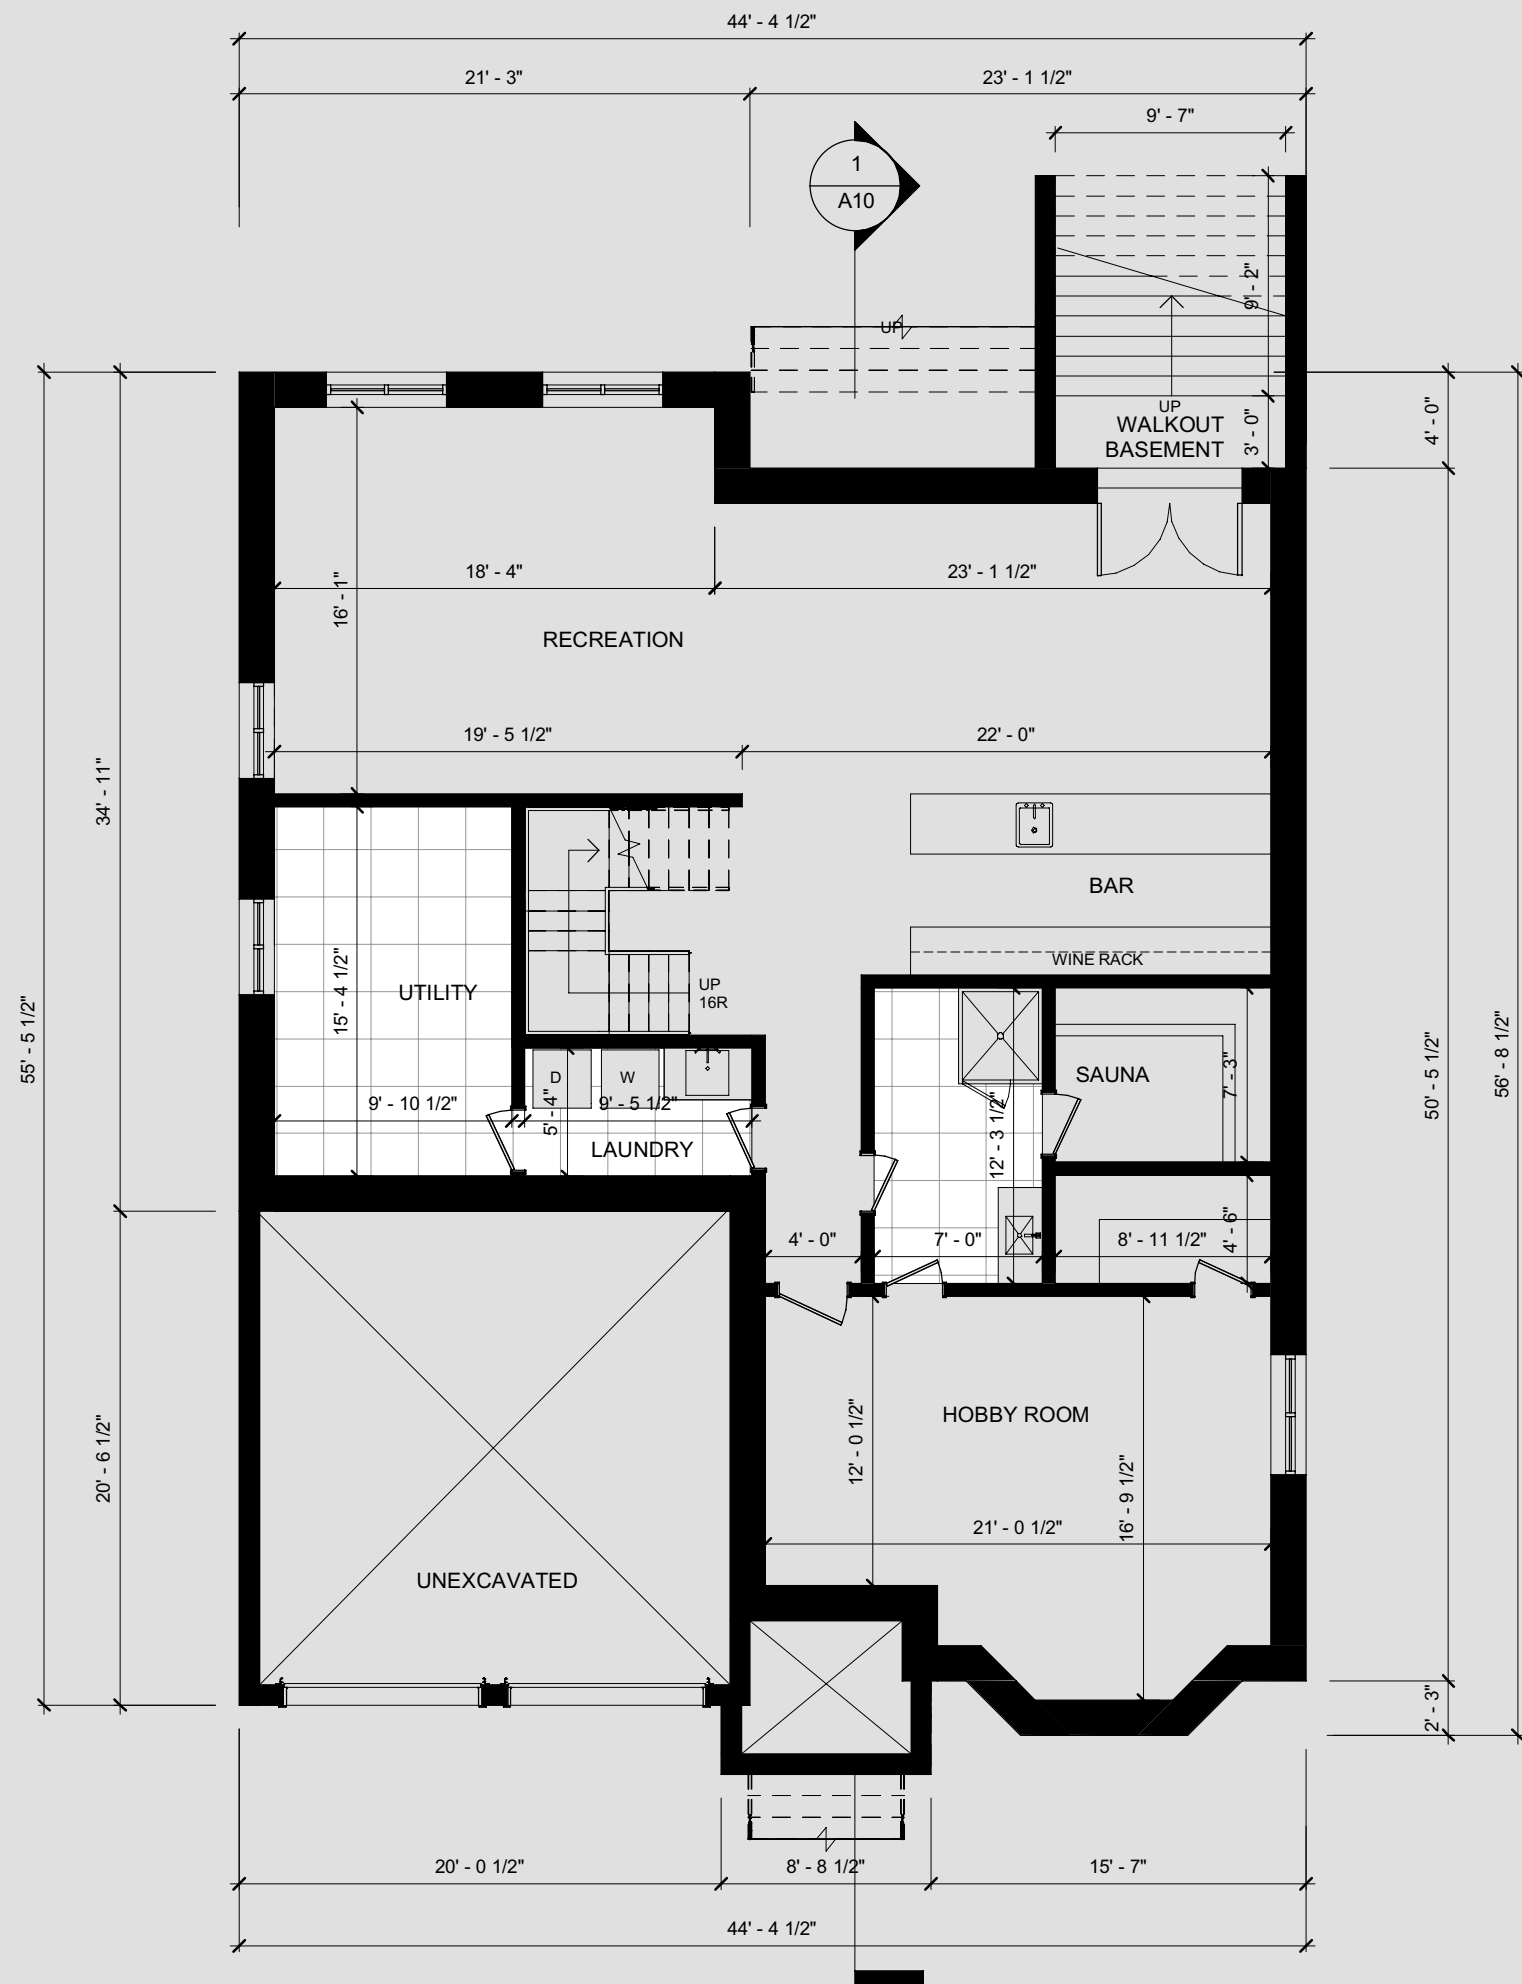 44' - 4 1/2"
21' - 3"
23' - 1 1/2"
9' - 7"
1
A10
9' - 2"
UP
UP
WALKOUT
BASEMENT
3' - 0"
4' - 0"
18' - 4"
23' - 1 1/2"
16' - 1"
RECREATION
19' - 5 1/2"
22' - 0"
34' - 11"
BAR
WINE RACK
UTILITY
15' - 4 1/2"
UP
16R
55' - 5 1/2"
50' - 5 1/2"
56' - 8 1/2"
D
W
SAUNA
7' - 3"
9' - 10 1/2"
5' - 4"
9' - 5 1/2"
12' - 3 1/2"
LAUNDRY
4' - 0"
7' - 0"
8' - 11 1/2"
4' - 6"
HOBBY ROOM
12' - 0 1/2"
20' - 6 1/2"
16' - 9 1/2"
21' - 0 1/2"
UNEXCAVATED
2' - 3"
20' - 0 1/2"
8' - 8 1/2"
15' - 7"
44' - 4 1/2"